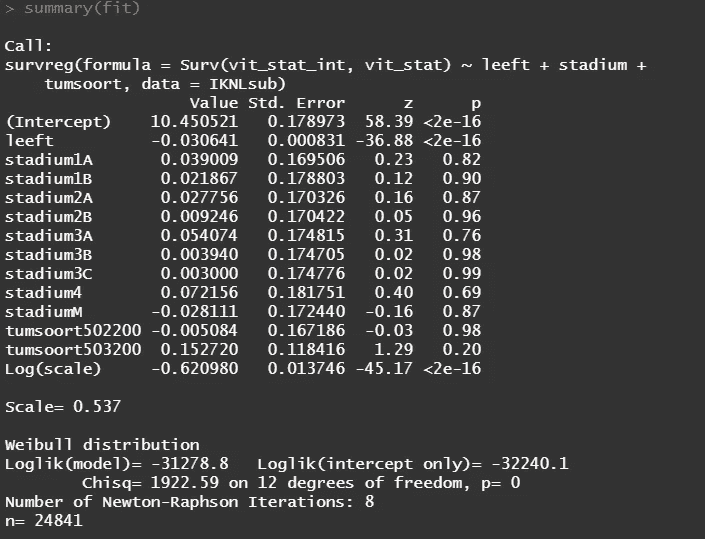 > summary(fit)
Call:
survreg(formula = Surv(vit_stat_int, vit_stat) ~ leeft + stadium +
    tumsoort, data = IKNLsub)
                   Value Std. Error      z      p
(Intercept)    10.450521   0.178973  58.39 <2e-16
leeft          -0.030641   0.000831 -36.88 <2e-16
stadium1A       0.039009   0.169506   0.23   0.82
stadium1B       0.021867   0.178803   0.12   0.90
stadium2A       0.027756   0.170326   0.16   0.87
stadium2B       0.009246   0.170422   0.05   0.96
stadium3A       0.054074   0.174815   0.31   0.76
stadium3B       0.003940   0.174705   0.02   0.98
stadium3C       0.003000   0.174776   0.02   0.99
stadium4        0.072156   0.181751   0.40   0.69
stadiumM       -0.028111   0.172440  -0.16   0.87
tumsoort502200 -0.005084   0.167186  -0.03   0.98
tumsoort503200  0.152720   0.118416   1.29   0.20
Log(scale)     -0.620980   0.013746 -45.17 <2e-16
Scale= 0.537
Weibull distribution
Loglik(model)= -31278.8   Loglik(intercept only)= -32240.1
        Chisq= 1922.59 on 12 degrees of freedom, p= 0
Number of Newton-Raphson Iterations: 8
n= 24841